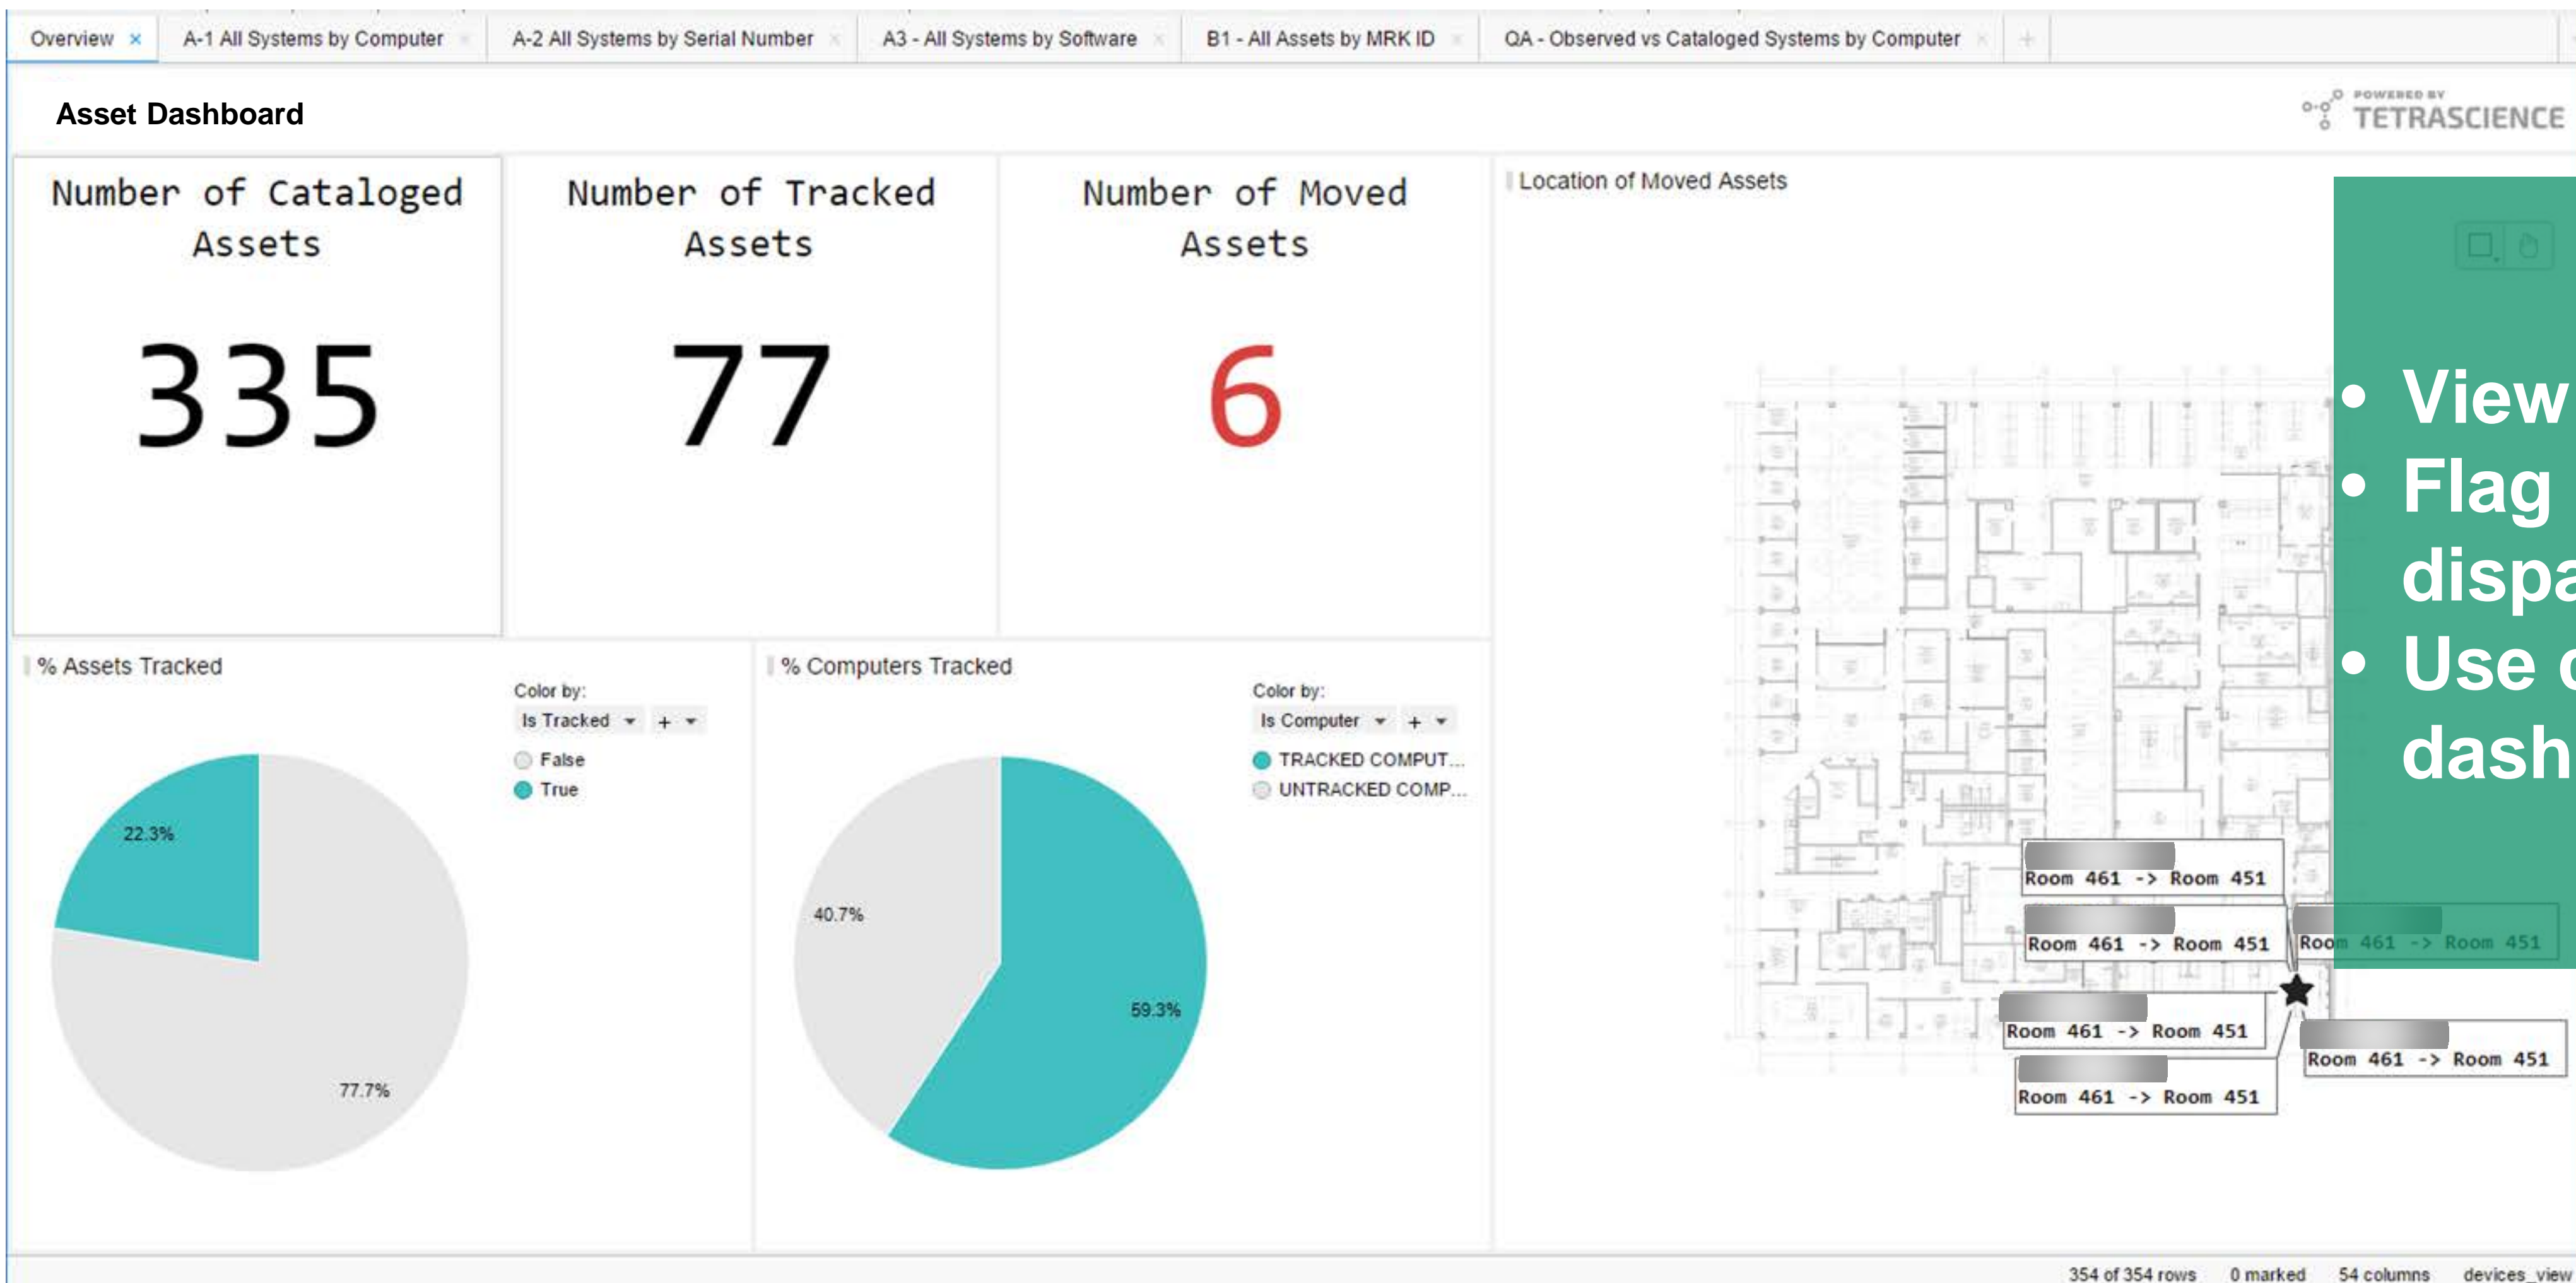 Overview × A-1 All Systems by Computer × A-2 All Systems by Serial Number × A3 - All Systems by Software × B1 - All Assets by MRK ID × QA - Observed vs Cataloged Systems by Computer × +
Asset Dashboard
POWERED BY
TETRASCIENCE
Number of Cataloged
Assets
335
Number of Tracked
Assets
77
Number of Moved
Assets
6
Location of Moved Assets
• View
• Flag
dispa
• Use
dash
% Assets Tracked
Color by:
Is Tracked +
False
True
22.3%
77.7%
% Computers Tracked
Color by:
Is Computer +
TRACKED COMPUT...
UNTRACKED COMP...
40.7%
59.3%
Room 461 -> Room 451
Room 461 -> Room 451
Room 461 -> Room 451
Room 461 -> Room 451
Room 461 -> Room 451
Room 461 -> Room 451
354 of 354 rows 0 marked 54 columns devices_view